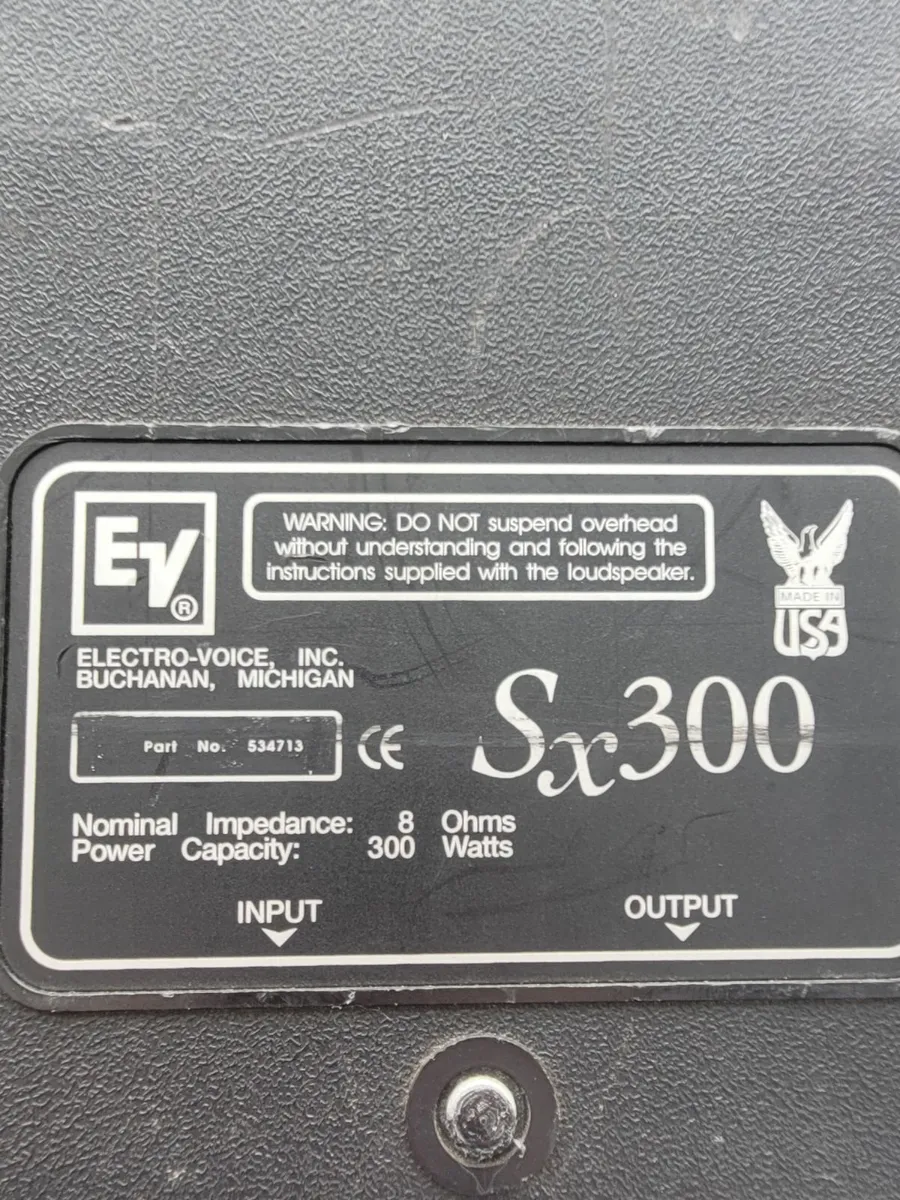 EV®
WARNING: DO NOT suspend overhead
without understanding and following the
instructions supplied with the loudspeaker.
MADE IN
USA
ELECTRO-VOICE, INC.
BUCHANAN, MICHIGAN
Part No. 534713
CE
Sx300
Nominal Impedance: 8 Ohms
Power Capacity: 300 Watts
INPUT
OUTPUT